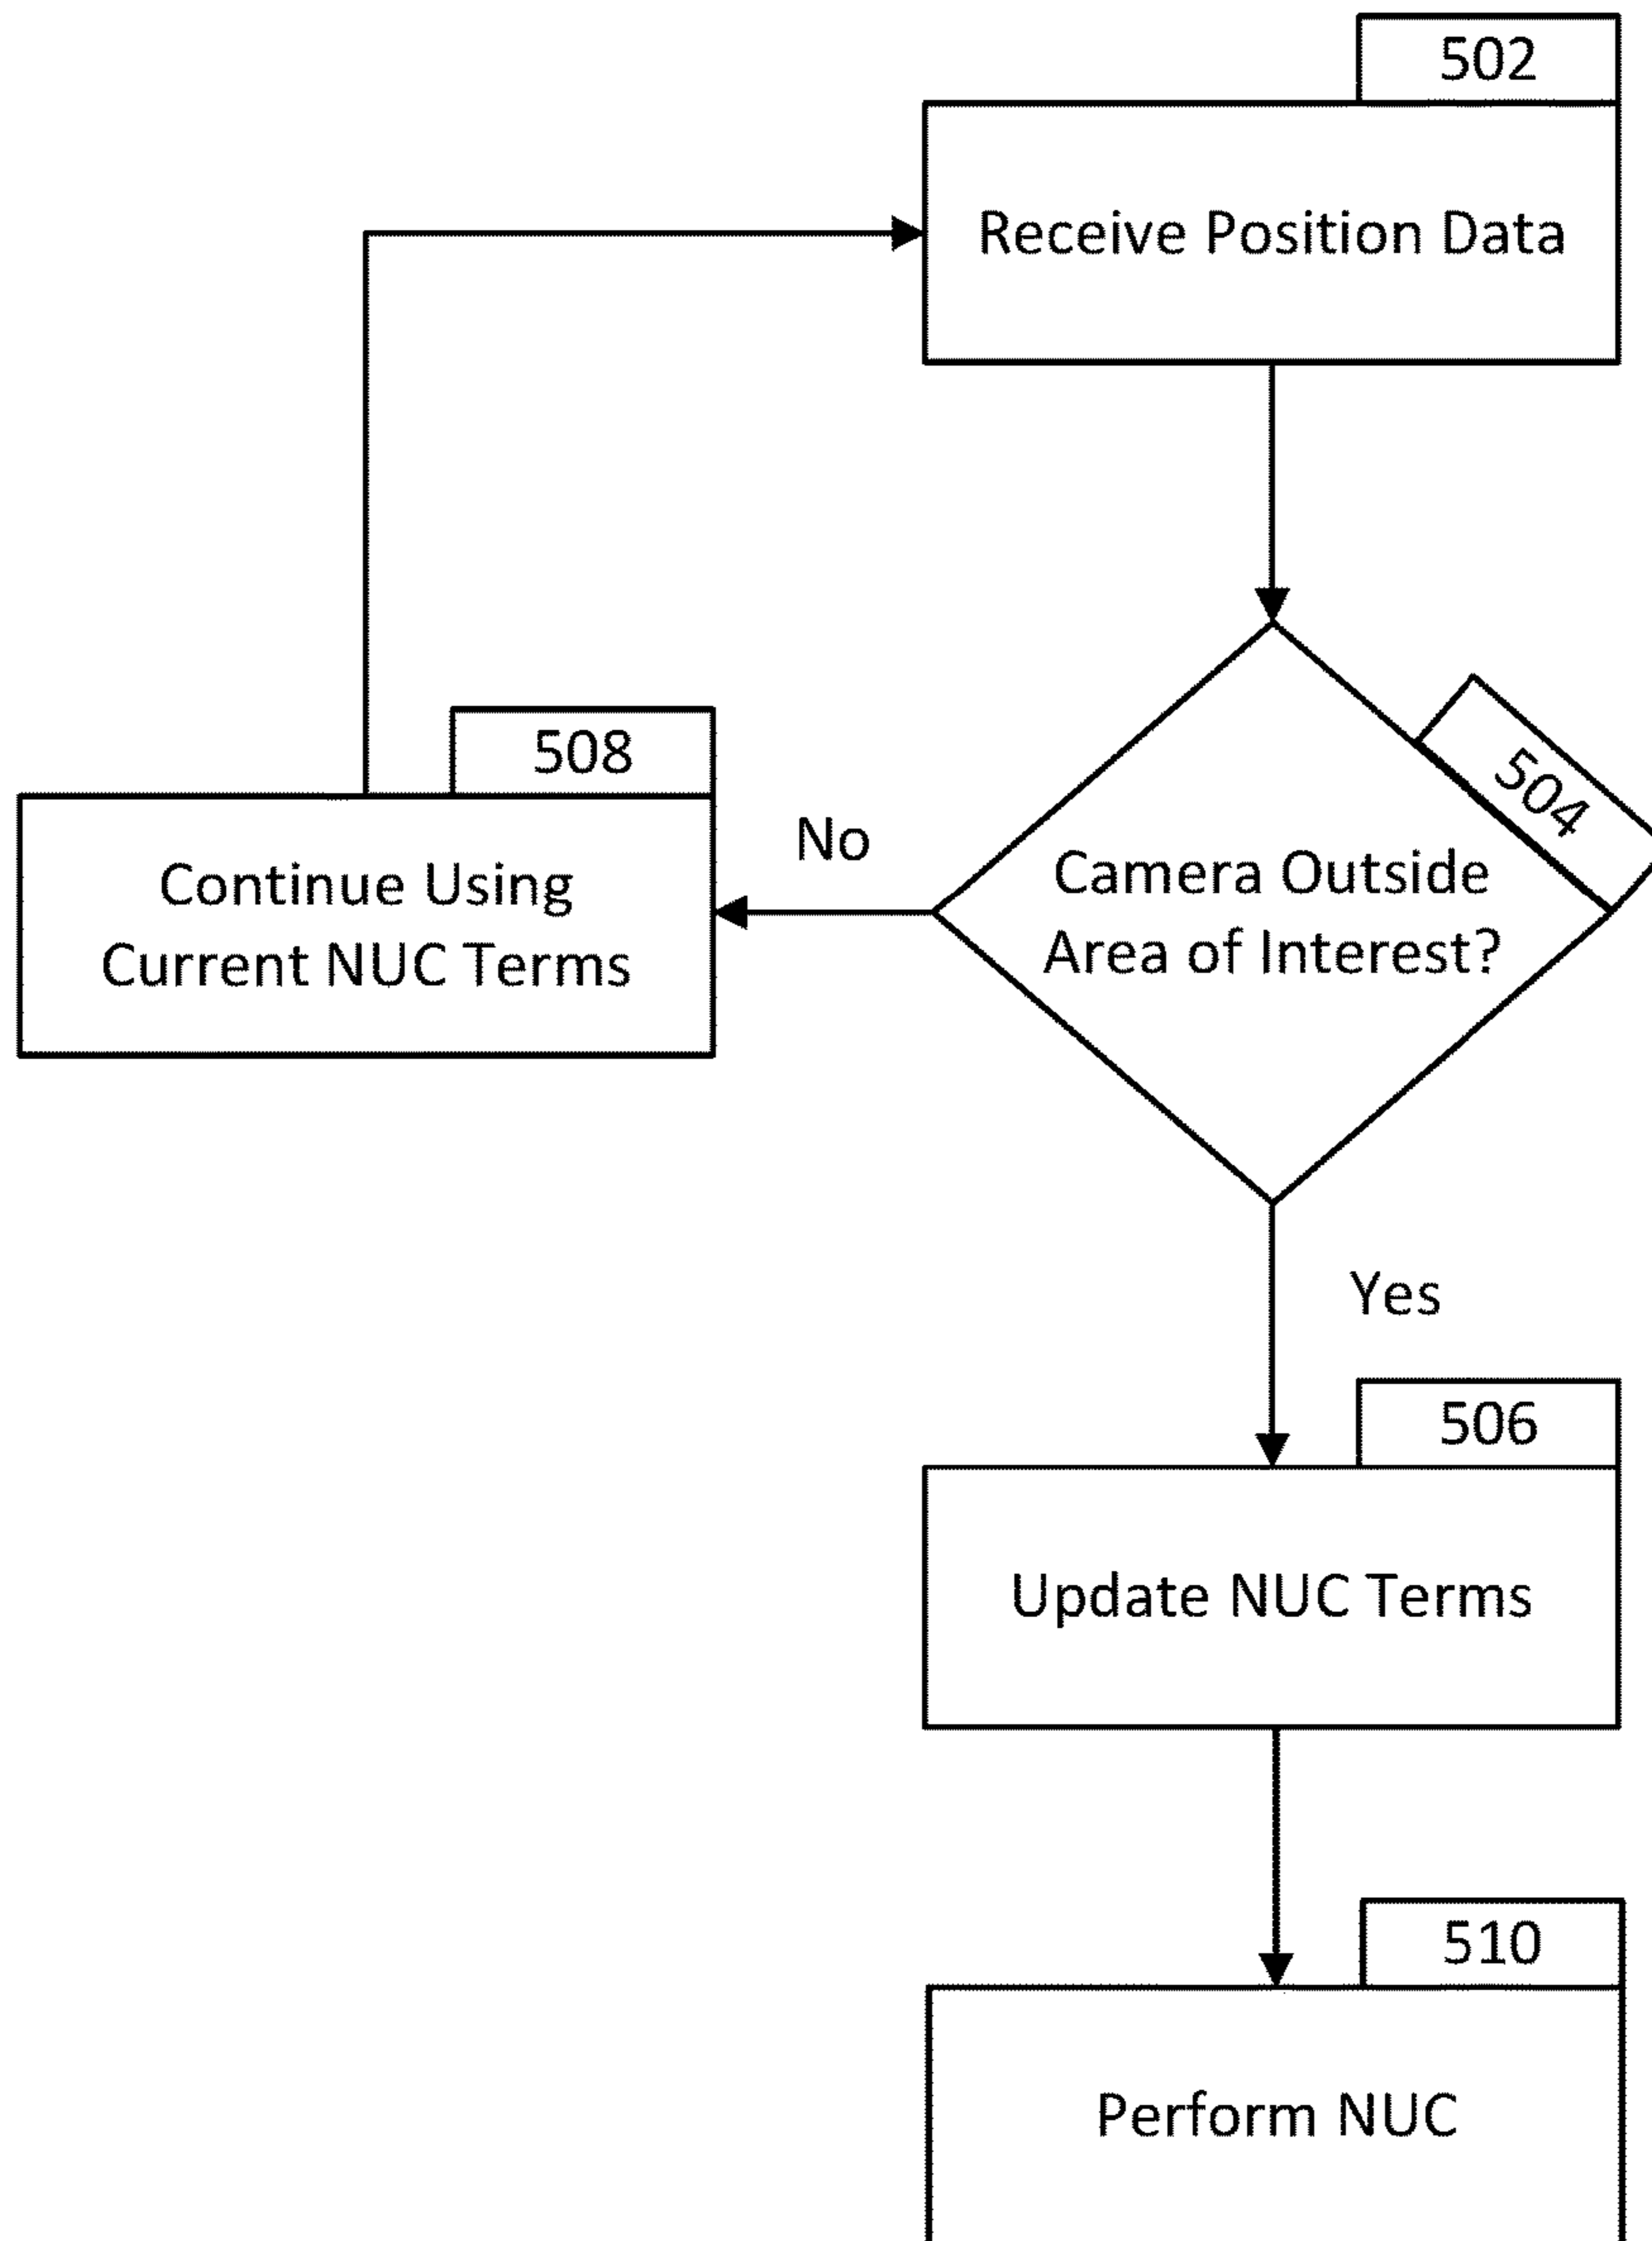 502
Receive Position Data
508
Continue Using
Current NUC Terms
No
504
Camera Outside
Area of Interest?
Yes
506
Update NUC Terms
510
Perform NUC